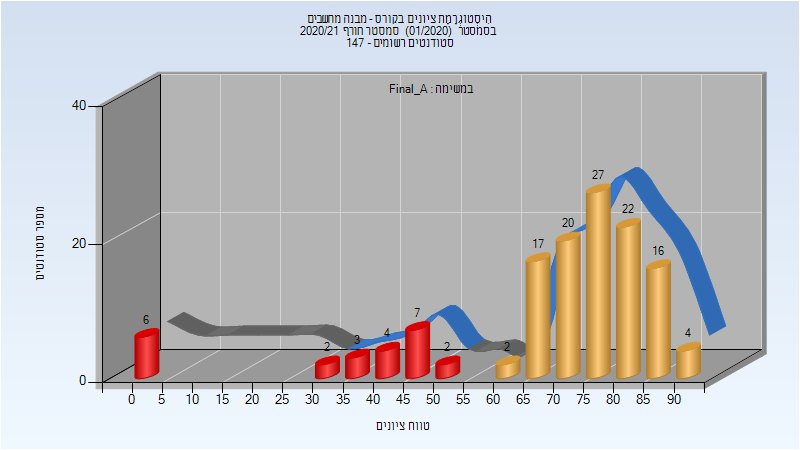 היסטוגרמת ציונים בקורס - מבנה מחשבים
בסמסטר (01/2020) סמסטר חורף 2020/21
סטודנטים רשומים - 147
במשימה : Final_A
מספר סטודנטים
40
20
0
6
2
3
4
7
2
2
17
20
27
22
16
4
0 5 10 15 20 25 30 35 40 45 50 55 60 65 70 75 80 85 90
טווח ציונים